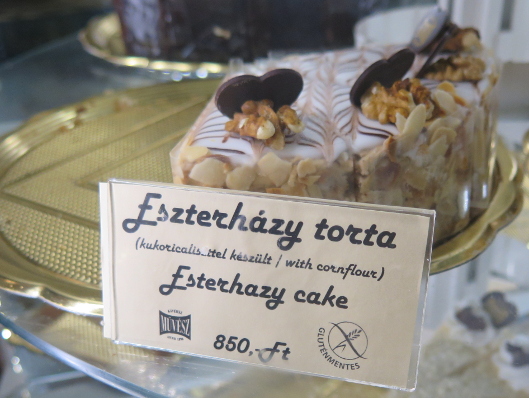 Eszterházy torta
(kukoricaliszttel készült / with cornflour)
Esterhazy cake
MŰVÉSZ
850,-Ft
GLUTÉNMENTES